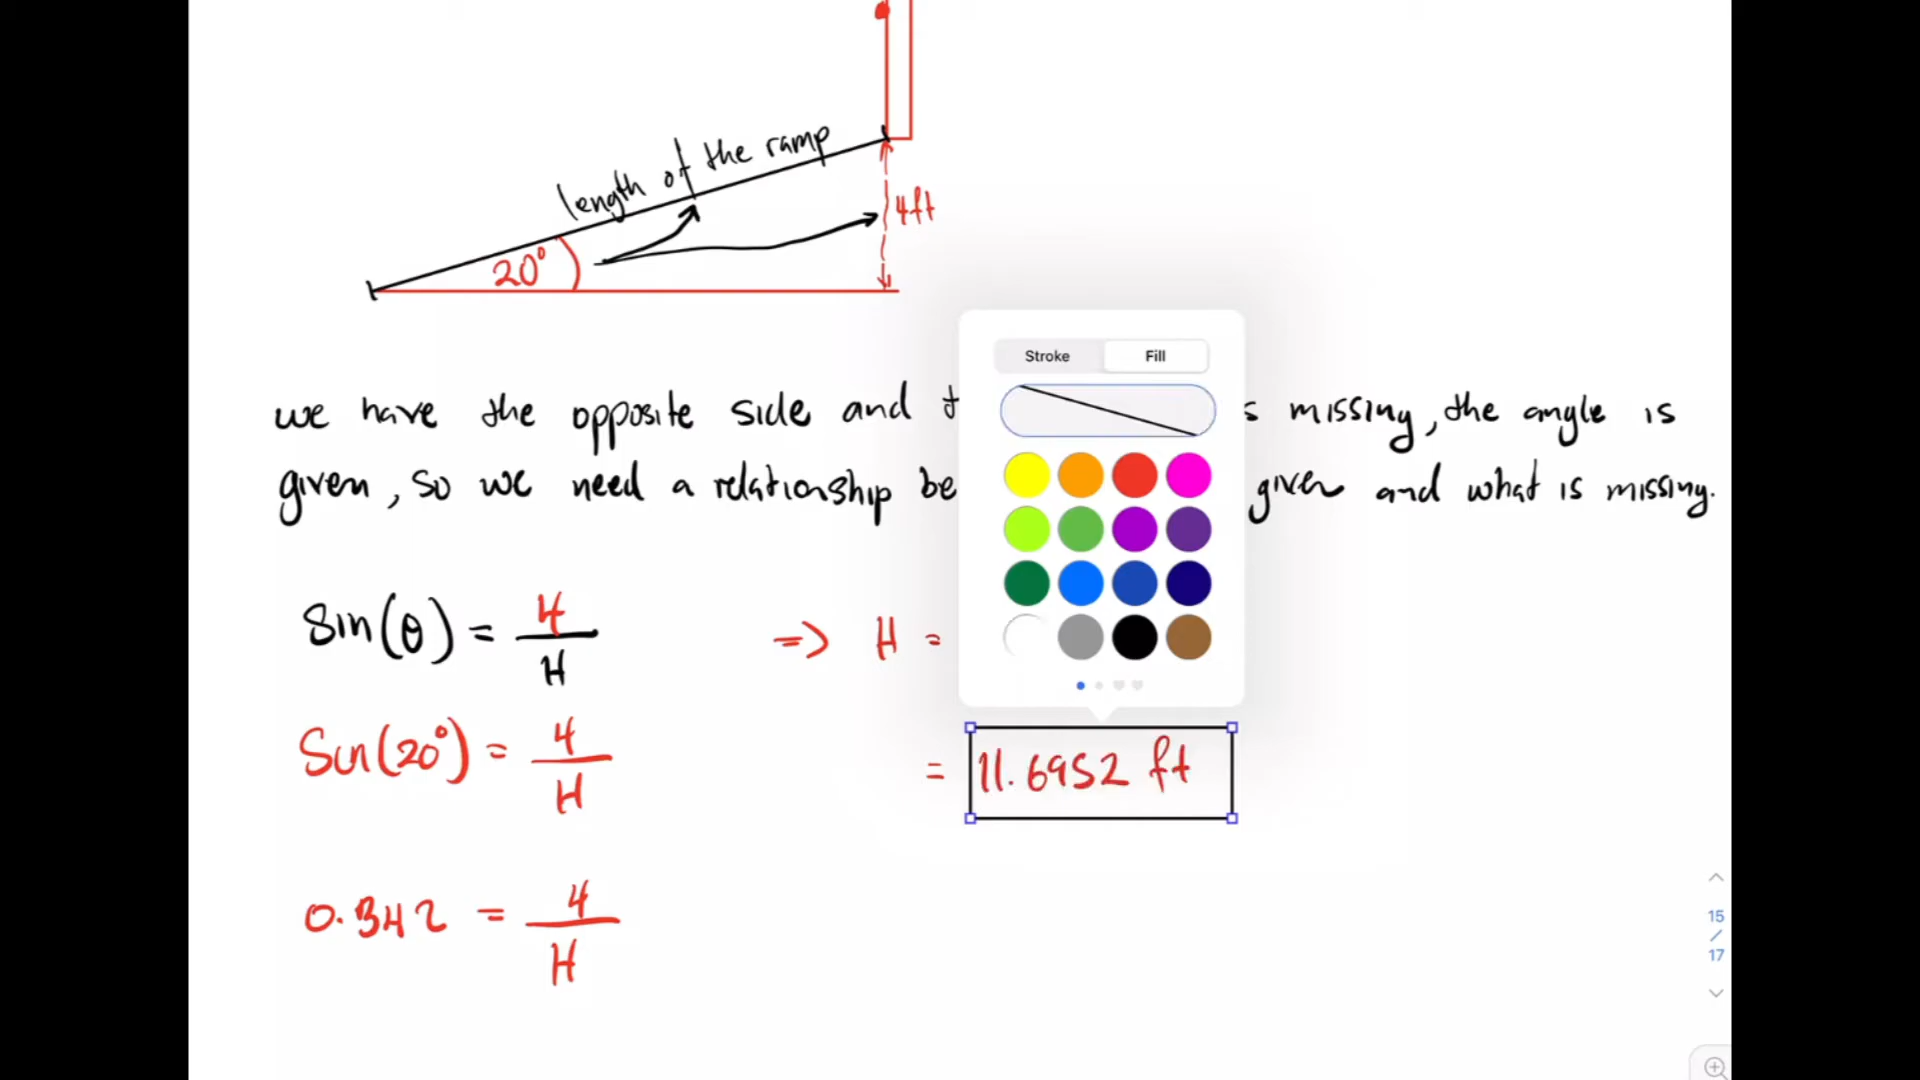 length of the ramp
4ft
20°
Stroke Fill
we have the opposite side and t s missing, the angle is
given, so we need a relationship be given and what is missing.
Sin(θ) = 4/H
=> H =
Sin(20°) = 4/H
= 11.6952 ft
0.342 = 4/H
15
/
17